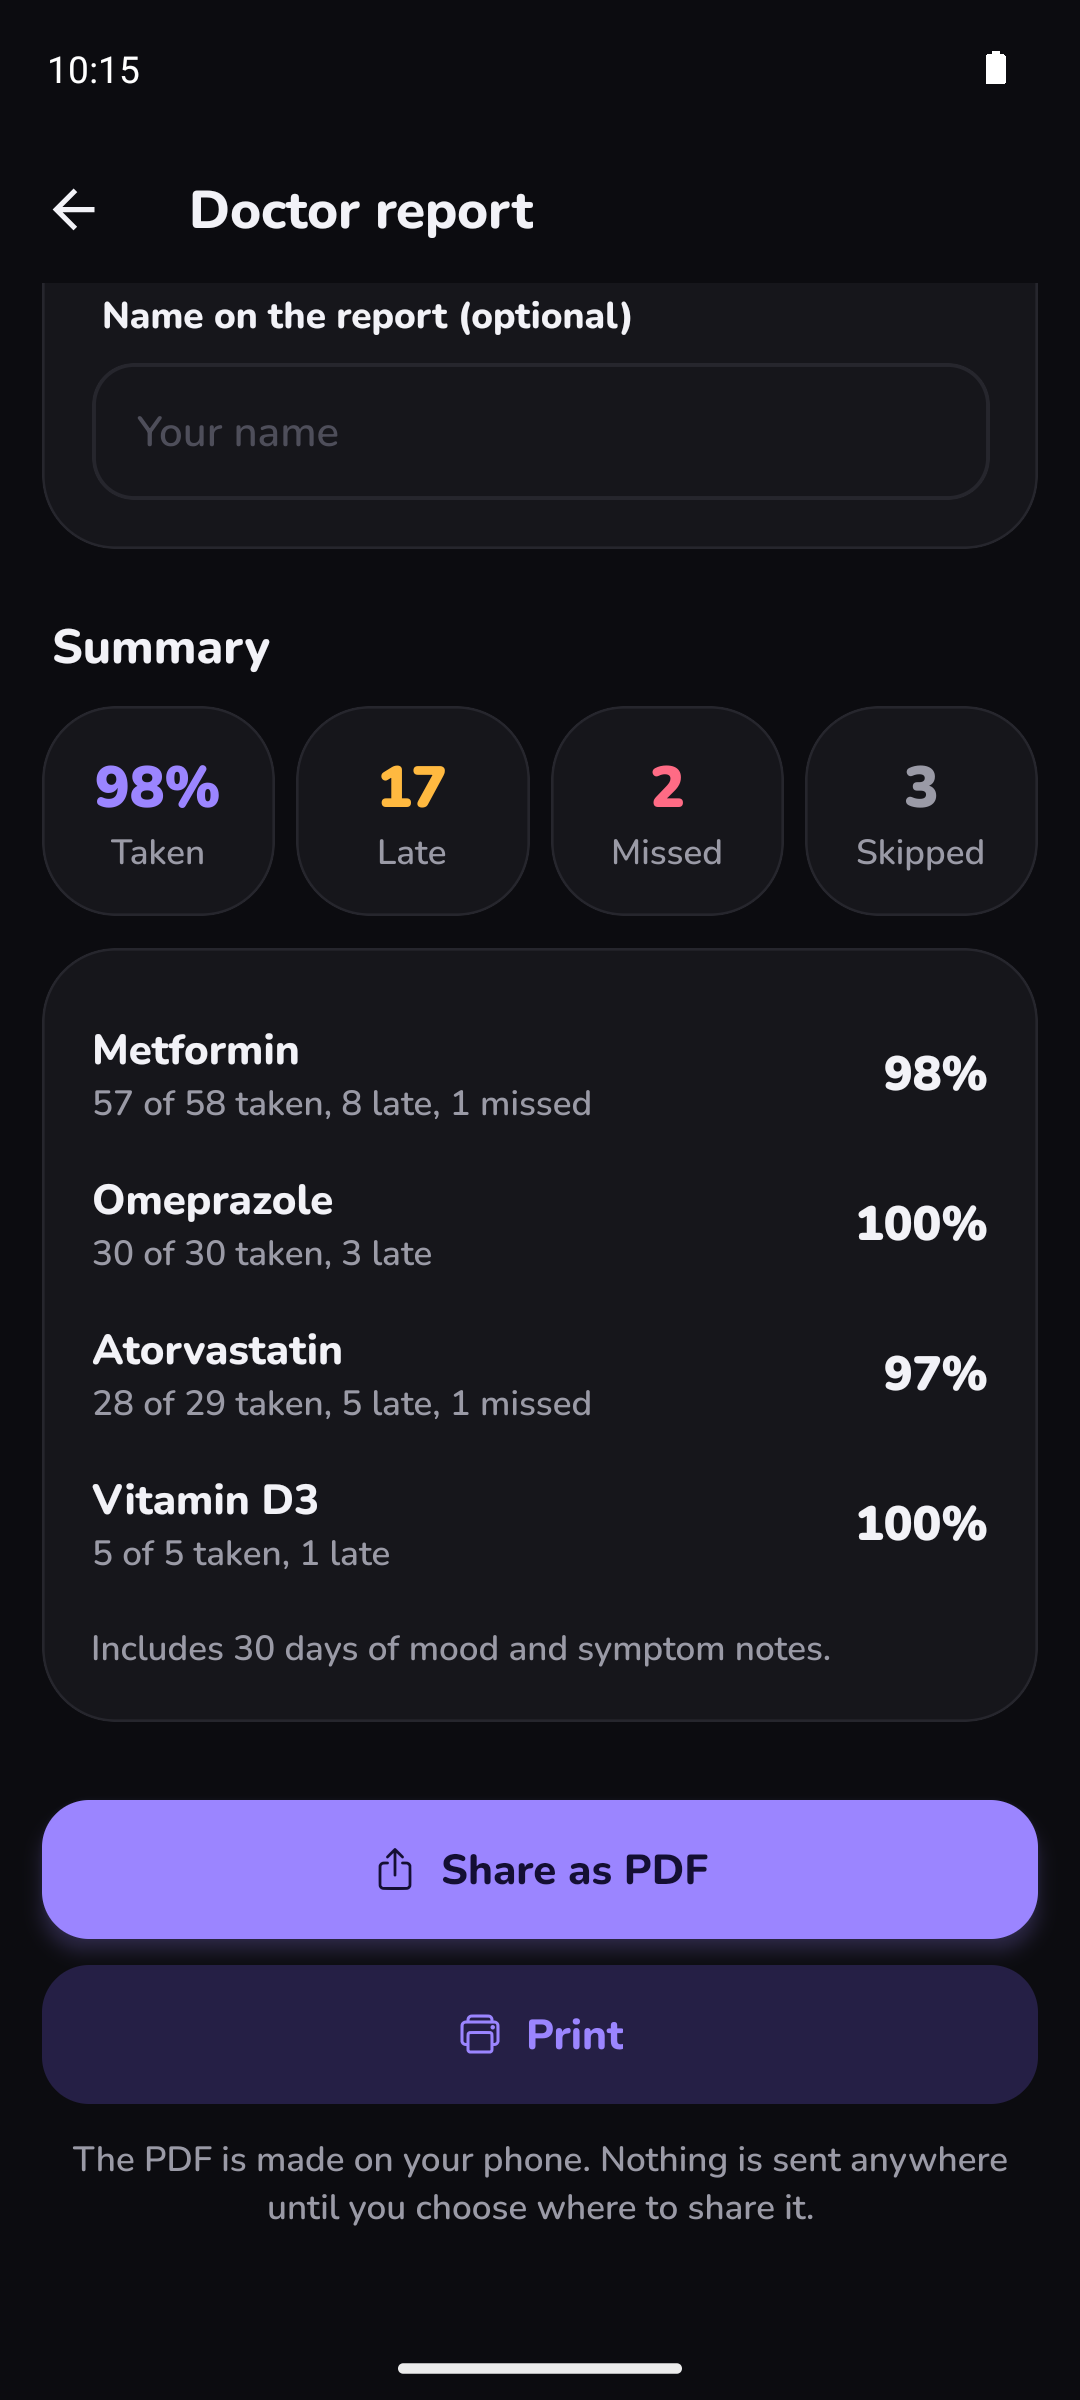 10:15
Doctor report
Name on the report (optional)
Your name
Summary
98%
Taken
17
Late
2
Missed
3
Skipped
Metformin
57 of 58 taken, 8 late, 1 missed
98%
Omeprazole
30 of 30 taken, 3 late
100%
Atorvastatin
28 of 29 taken, 5 late, 1 missed
97%
Vitamin D3
5 of 5 taken, 1 late
100%
Includes 30 days of mood and symptom notes.
Share as PDF
Print
The PDF is made on your phone. Nothing is sent anywhere
until you choose where to share it.